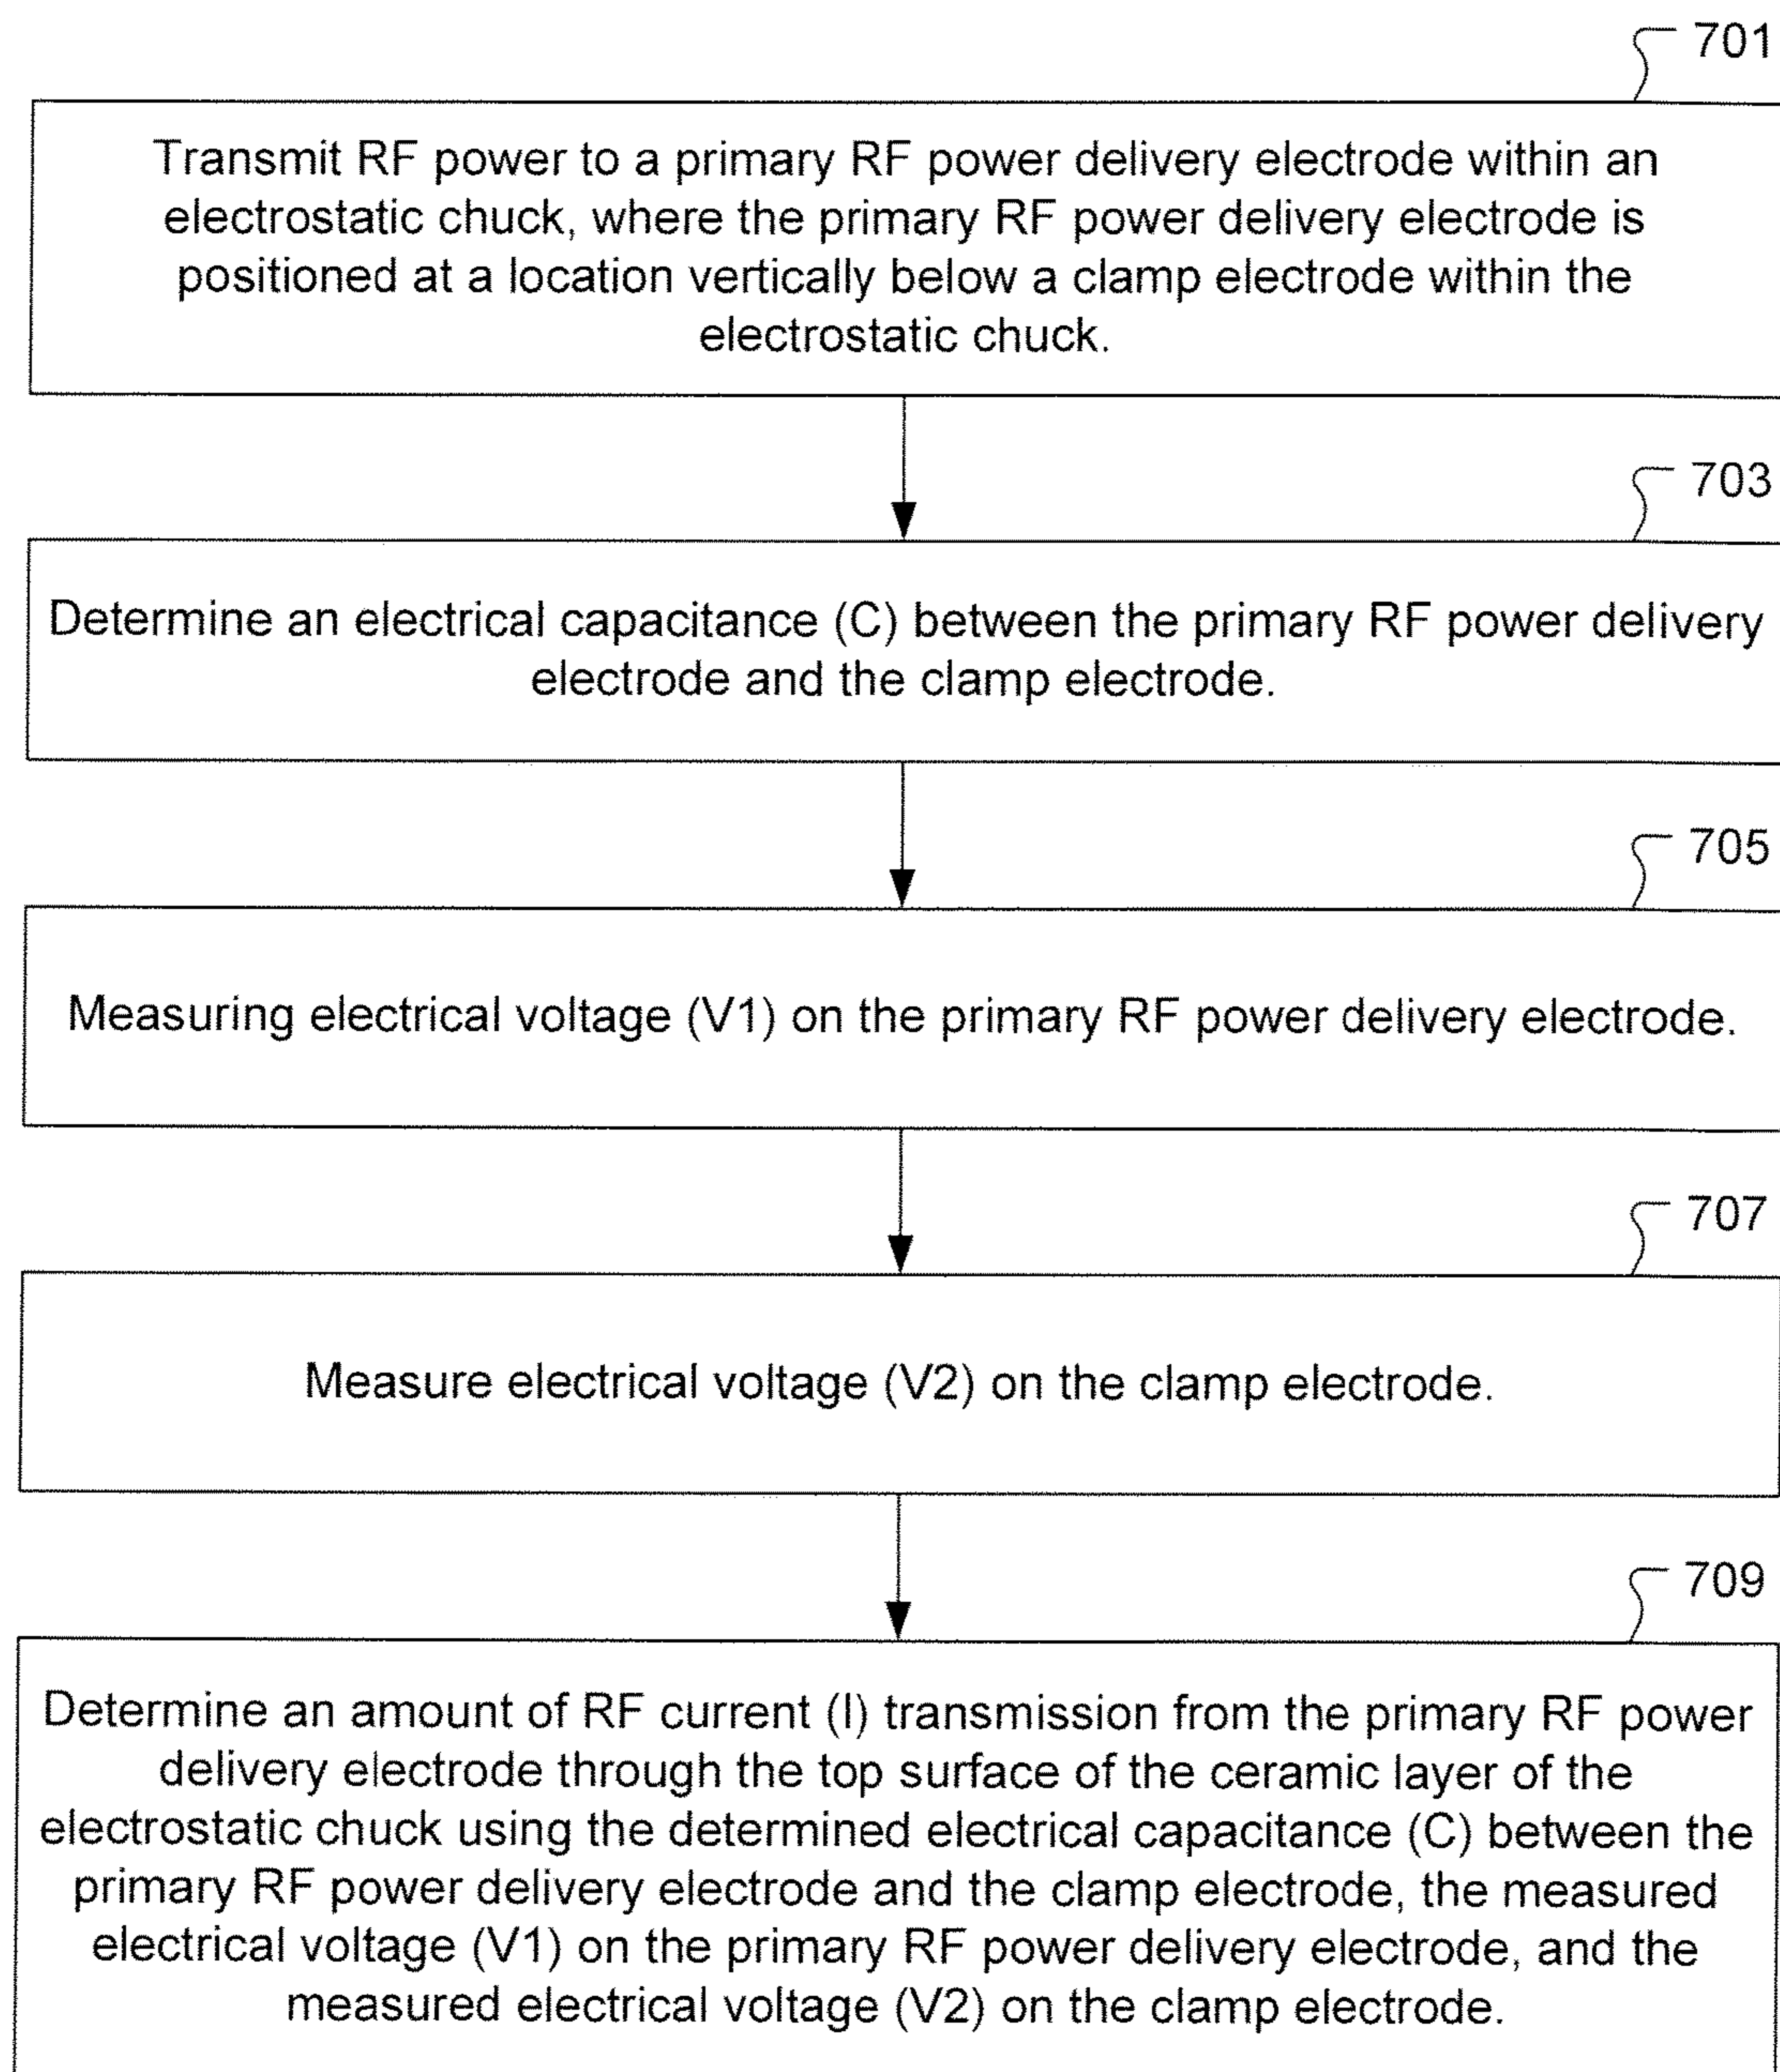 701
Transmit RF power to a primary RF power delivery electrode within an
electrostatic chuck, where the primary RF power delivery electrode is
positioned at a location vertically below a clamp electrode within the
electrostatic chuck.
703
Determine an electrical capacitance (C) between the primary RF power delivery
electrode and the clamp electrode.
705
Measuring electrical voltage (V1) on the primary RF power delivery electrode.
707
Measure electrical voltage (V2) on the clamp electrode.
709
Determine an amount of RF current (I) transmission from the primary RF power
delivery electrode through the top surface of the ceramic layer of the
electrostatic chuck using the determined electrical capacitance (C) between the
primary RF power delivery electrode and the clamp electrode, the measured
electrical voltage (V1) on the primary RF power delivery electrode, and the
measured electrical voltage (V2) on the clamp electrode.